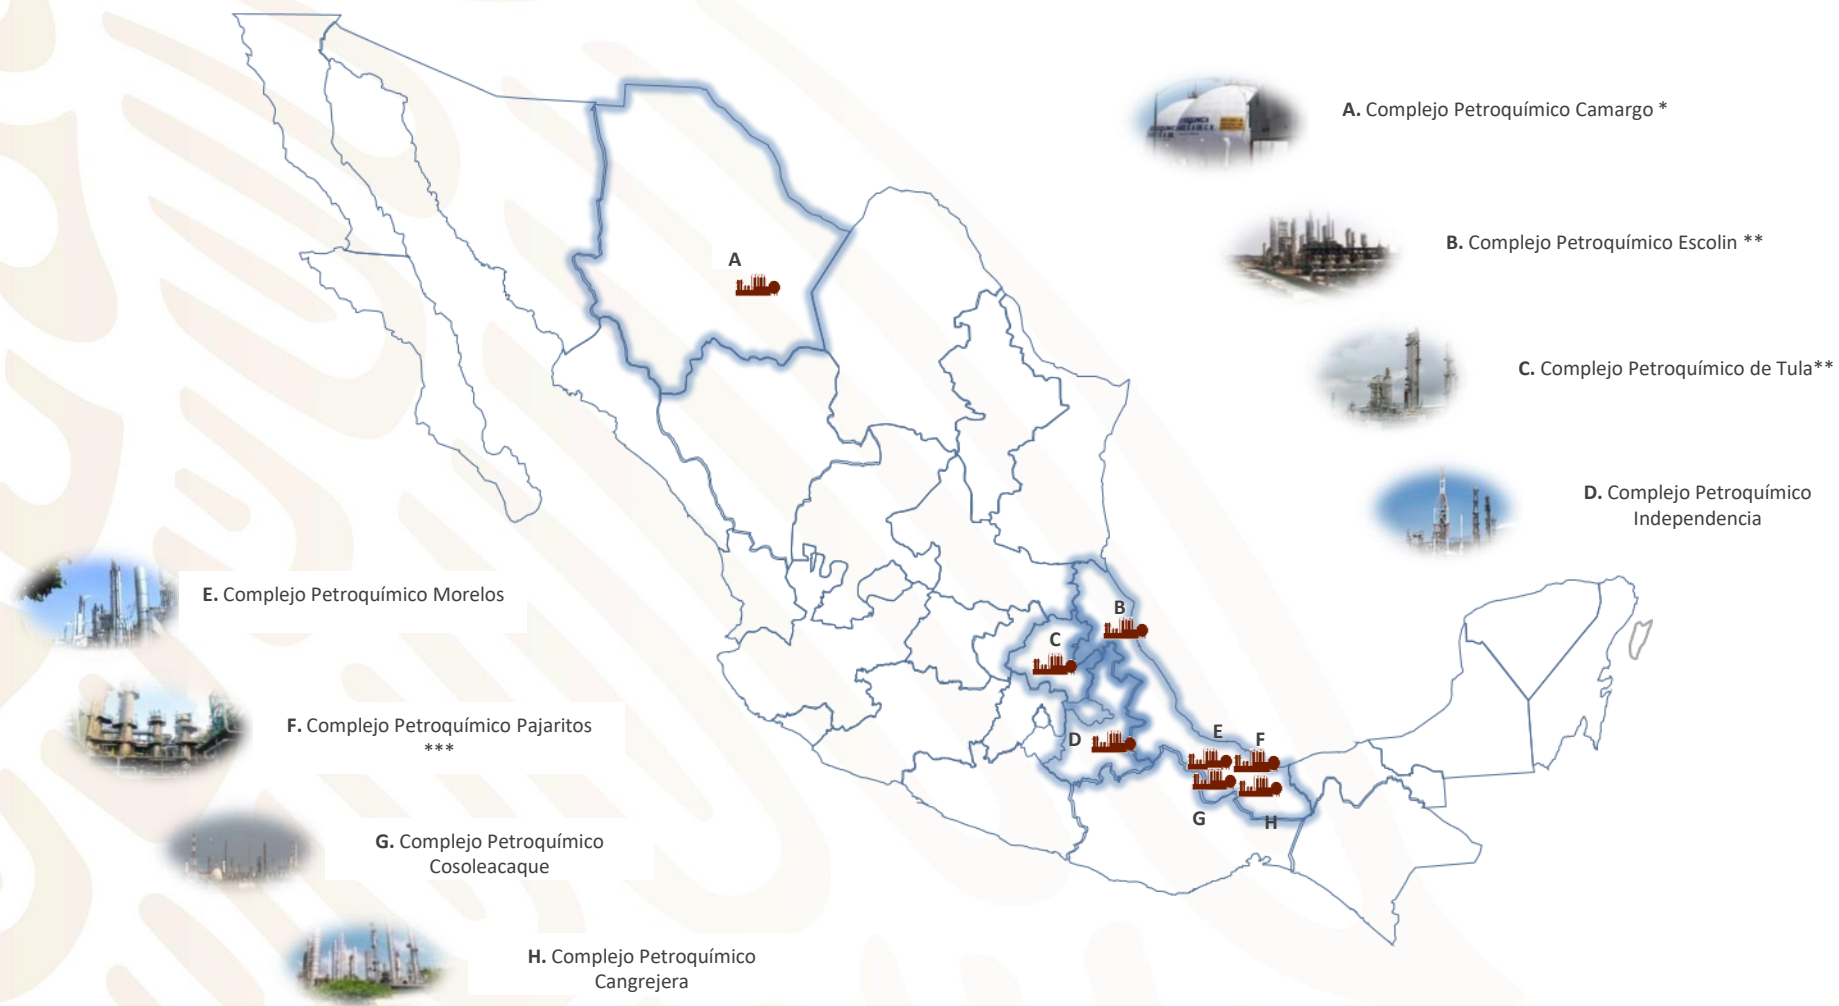 A. Complejo Petroquímico Camargo *
B. Complejo Petroquímico Escolin **
C. Complejo Petroquímico de Tula**
D. Complejo Petroquímico
Independencia
E. Complejo Petroquímico Morelos
F. Complejo Petroquímico Pajaritos
***
G. Complejo Petroquímico
Cosoleacaque
H. Complejo Petroquímico
Cangrejera
A
B
C
D
E
F
G
H